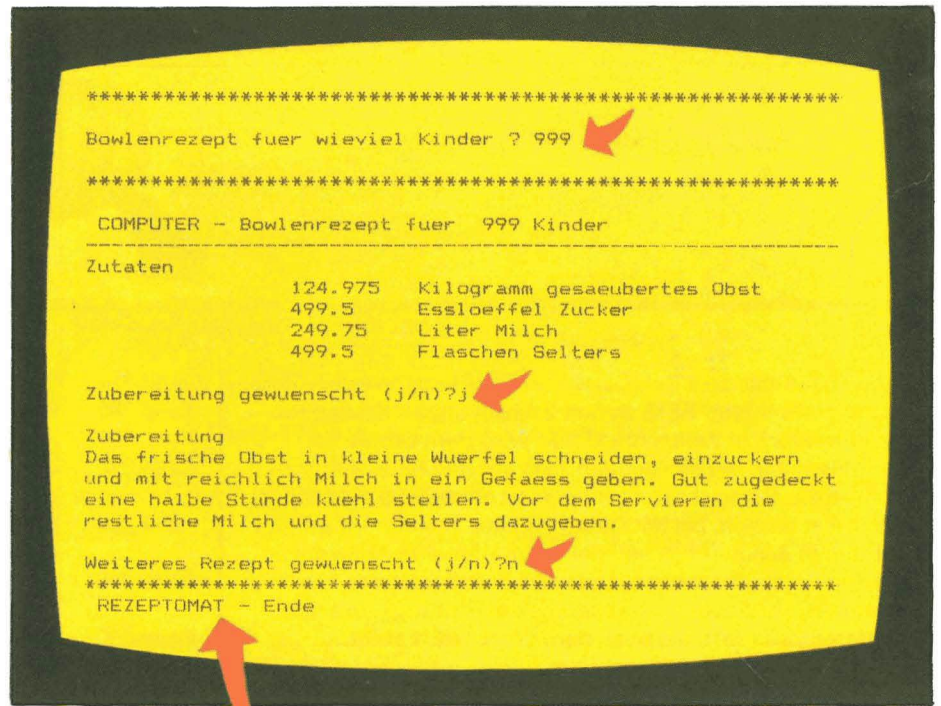 **********************************************************
Bowlenrezept fuer wieviel Kinder ? 999
**********************************************************
COMPUTER - Bowlenrezept fuer  999 Kinder
----------------------------------------------------------
Zutaten
124.975   Kilogramm gesaeubertes Obst
499.5     Essloeffel Zucker
249.75    Liter Milch
499.5     Flaschen Selters
Zubereitung gewuenscht (j/n)?j
Zubereitung
Das frische Obst in kleine Wuerfel schneiden, einzuckern
und mit reichlich Milch in ein Gefaess geben. Gut zugedeckt
eine halbe Stunde kuehl stellen. Vor dem Servieren die
restliche Milch und die Selters dazugeben.
Weiteres Rezept gewuenscht (j/n)?n
**********************************************************
REZEPTOMAT - Ende